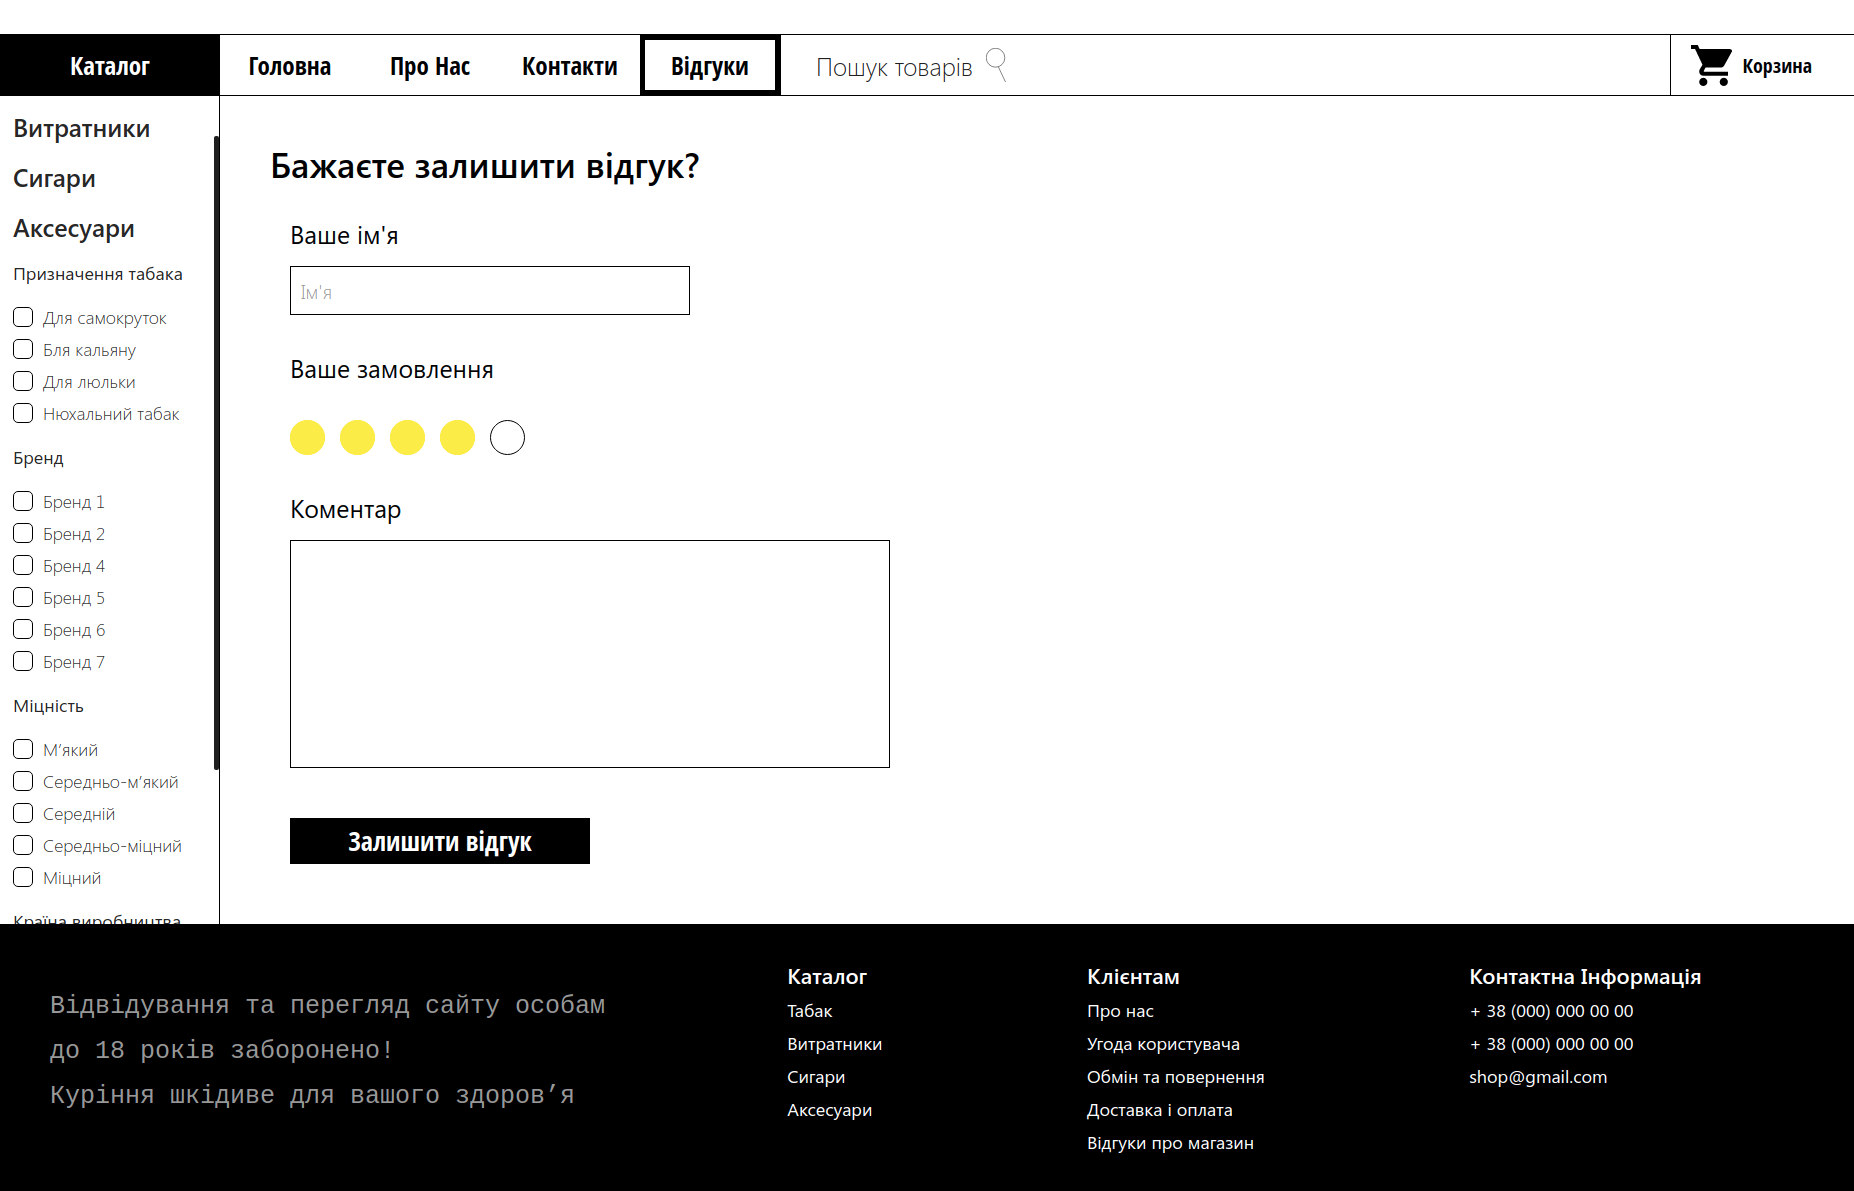 Каталог
Головна
Про Нас
Контакти
Відгуки
Пошук товарів
Корзина
Витратники
Сигари
Аксесуари
Призначення табака
Для самокруток
Бля кальяну
Для люльки
Нюхальний табак
Бренд
Бренд 1
Бренд 2
Бренд 4
Бренд 5
Бренд 6
Бренд 7
Міцність
М’який
Середньо-м’який
Середній
Середньо-міцний
Міцний
Країна виробництва
Бажаєте залишити відгук?
Ваше ім'я
Ім'я
Ваше замовлення
Коментар
Залишити відгук
Відвідування та перегляд сайту особам
до 18 років заборонено!
Куріння шкідиве для вашого здоров’я
Каталог
Табак
Витратники
Сигари
Аксесуари
Клієнтам
Про нас
Угода користувача
Обмін та повернення
Доставка і оплата
Відгуки про магазин
Контактна Інформація
+ 38 (000) 000 00 00
+ 38 (000) 000 00 00
shop@gmail.com